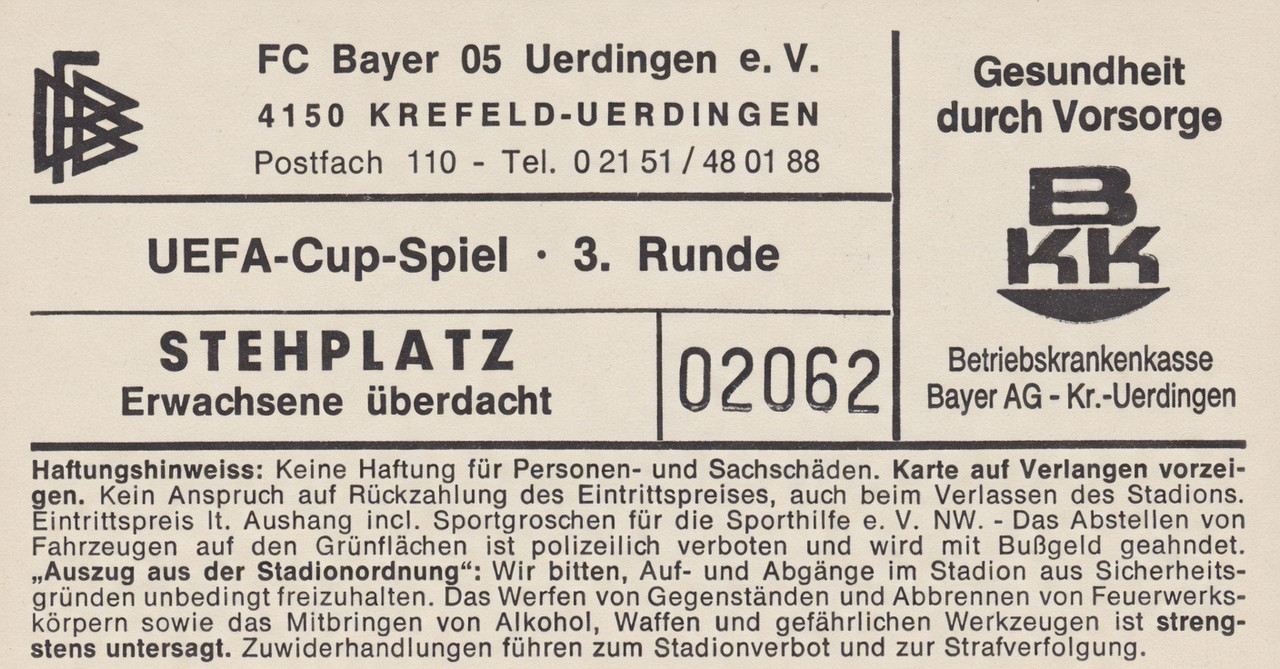 FC Bayer 05 Uerdingen e. V.
4150 KREFELD-UERDINGEN
Postfach 110 - Tel. 0 21 51 / 48 01 88
UEFA-Cup-Spiel · 3. Runde
STEHPLATZ
Erwachsene überdacht
02062
Gesundheit
durch Vorsorge
B
KK
Betriebskrankenkasse
Bayer AG - Kr.-Uerdingen
Haftungshinweiss: Keine Haftung für Personen- und Sachschäden. Karte auf Verlangen vorzei-
gen. Kein Anspruch auf Rückzahlung des Eintrittspreises, auch beim Verlassen des Stadions.
Eintrittspreis lt. Aushang incl. Sportgroschen für die Sporthilfe e. V. NW. - Das Abstellen von
Fahrzeugen auf den Grünflächen ist polizeilich verboten und wird mit Bußgeld geahndet.
„Auszug aus der Stadionordnung“: Wir bitten, Auf- und Abgänge im Stadion aus Sicherheits-
gründen unbedingt freizuhalten. Das Werfen von Gegenständen und Abbrennen von Feuerwerks-
körpern sowie das Mitbringen von Alkohol, Waffen und gefährlichen Werkzeugen ist streng-
stens untersagt. Zuwiderhandlungen führen zum Stadionverbot und zur Strafverfolgung.